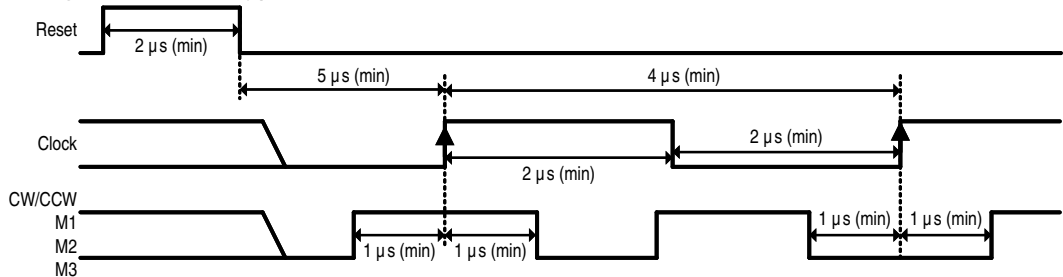 Reset
2 µs (min)
5 µs (min)
4 µs (min)
Clock
2 µs (min)
2 µs (min)
CW/CCW
M1
M2
M3
1 µs (min)
1 µs (min)
1 µs (min)
1 µs (min)